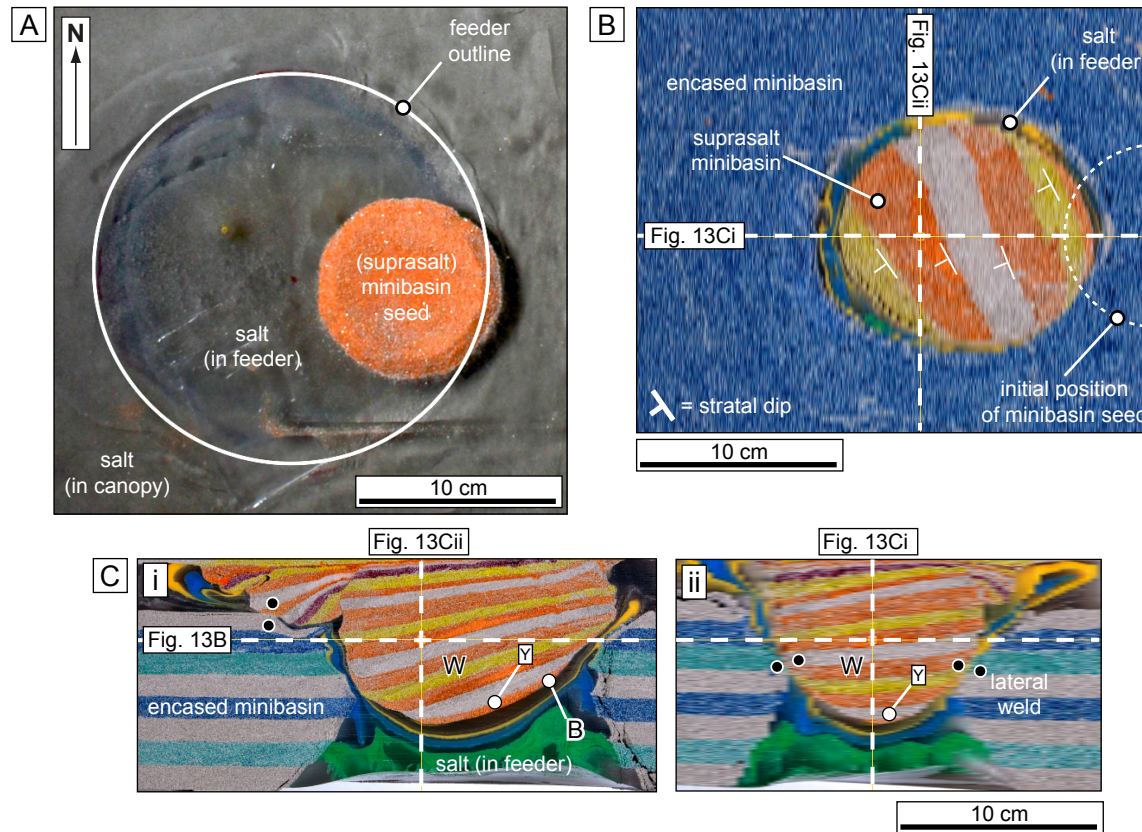 A
N
feeder
outline
(suprasalt)
minibasin
seed
salt
(in feeder)
salt
(in canopy)
10 cm
B
Fig. 13Cii
salt
(in feeder)
encased minibasin
suprasalt
minibasin
Fig. 13Ci
= stratal dip
initial position
of minibasin seed
10 cm
C
Fig. 13Cii
i
Fig. 13B
W
Y
B
encased minibasin
salt (in feeder)
Fig. 13Ci
ii
W
Y
lateral
weld
10 cm